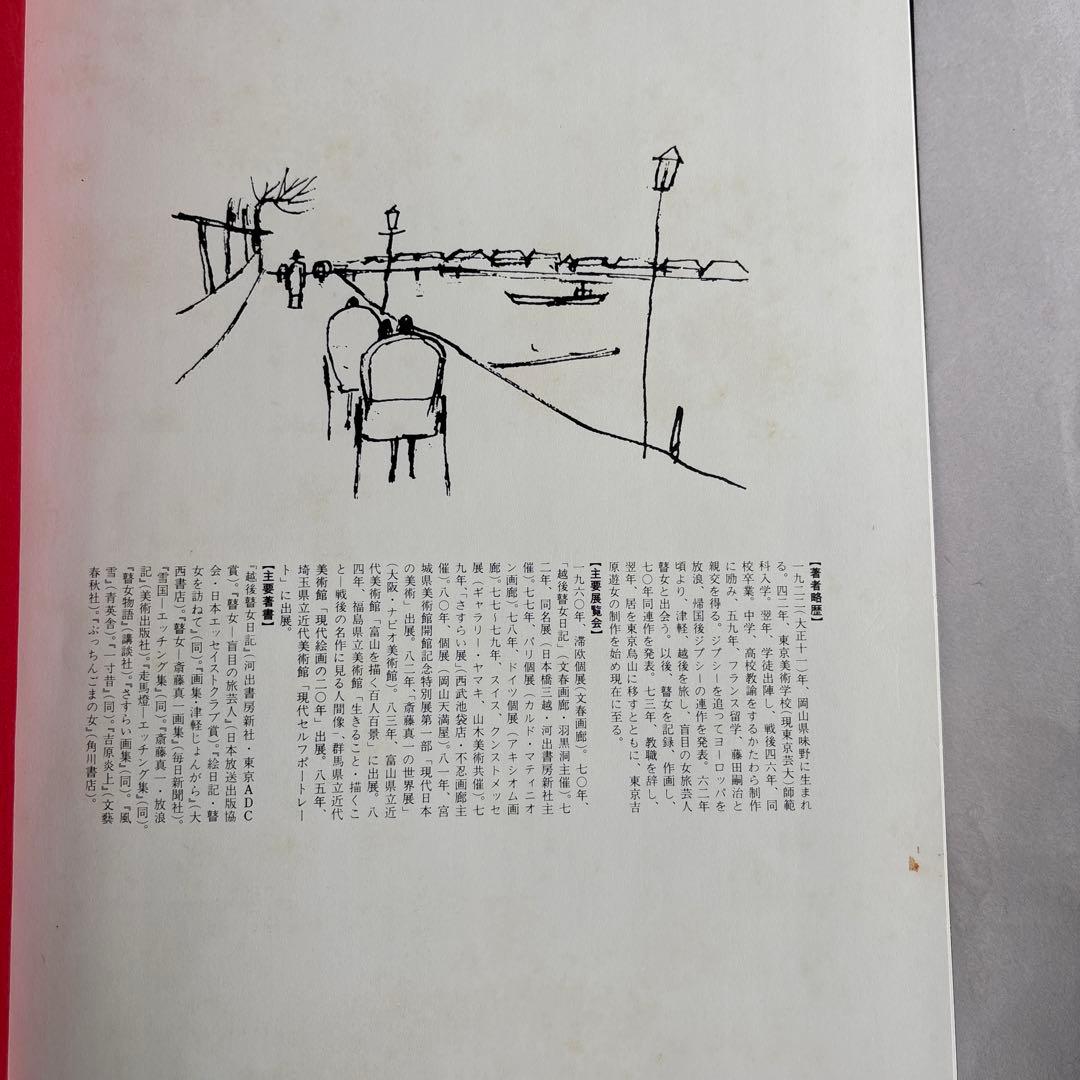 【著者略歴】
一九二二(大正十一)年、岡山県味野に生まれ
る。四二年、東京美術学校(現東京芸大)師範
科入学。翌年、学徒出陣し、戦後四六年、同
校卒業。中学、高校教諭をするかたわら制作
に励み、五九年、フランス留学、藤田嗣治と
親交を得る。ジプシーを追つてヨーロッパを
放浪、帰国後ジプシーの連作を発表。六二年
頃より、津軽、越後を旅し、盲目の女旅芸人
瞽女と出会う。以後、瞽女を記録、作画し、
七〇年同連作を発表。七三年、教職を辞し、
翌年、居を東京烏山に移すとともに、東京吉
原遊女の制作を始め現在に至る。
【主要展覧会】
一九六〇年、滞欧個展(文春画廊)。七〇年、
「越後瞽女日記」(文春画廊・羽黒洞主催)。七
二年、同名展(日本橋三越・河出書房新社主
催)。七七年、パリ個展(カルド・マティニオ
ン画廊)。七八年、ドイツ個展(アキシオム画
廊)。七七～七九年、スイス、クンストメッセ
展(ギャラリー・ヤマキ、山木美術共催)。七
九年、「さすらい展」(西武池袋店・不忍画廊主
催)。八〇年、個展(岡山天満屋)。八一年、宮
城県美術館開館記念特別展第一部「現代日本
の美術」出展。八二年、「斎藤真一の世界展」
(大阪、ナビオ美術館)。八三年、富山県立近
代美術館「富山を描く百人百景」に出展。八
四年、福島県立美術館「生きること・描くこ
と―戦後の名作に見る人間像」、群馬県立近代
美術館「現代絵画の二〇年」出展。八五年、
埼玉県立近代美術館「現代セルフポートレー
ト」に出展。
【主要著書】
『越後瞽女日記』(河出書房新社・東京ADC
賞)。『瞽女―盲目の旅芸人』(日本放送出版協
会・日本エッセイストクラブ賞)。『絵日記・瞽
女を訪ねて』(同)。『画集・津軽じょんがら』(大
西書店)。『瞽女―斎藤真一画集』(毎日新聞社)。
『雪国―エッチング集』(同)。『斎藤真一・放浪
記』(美術出版社)。『走馬燈―エッチング集』(同)。
『瞽女物語』(講談社)。『さすらい画集』(同)。『風
雪』(青英舎)。『一寸昔』(同)。『吉原炎上』(文藝
春秋社)。『ぶっちんごまの女』(角川書店)。